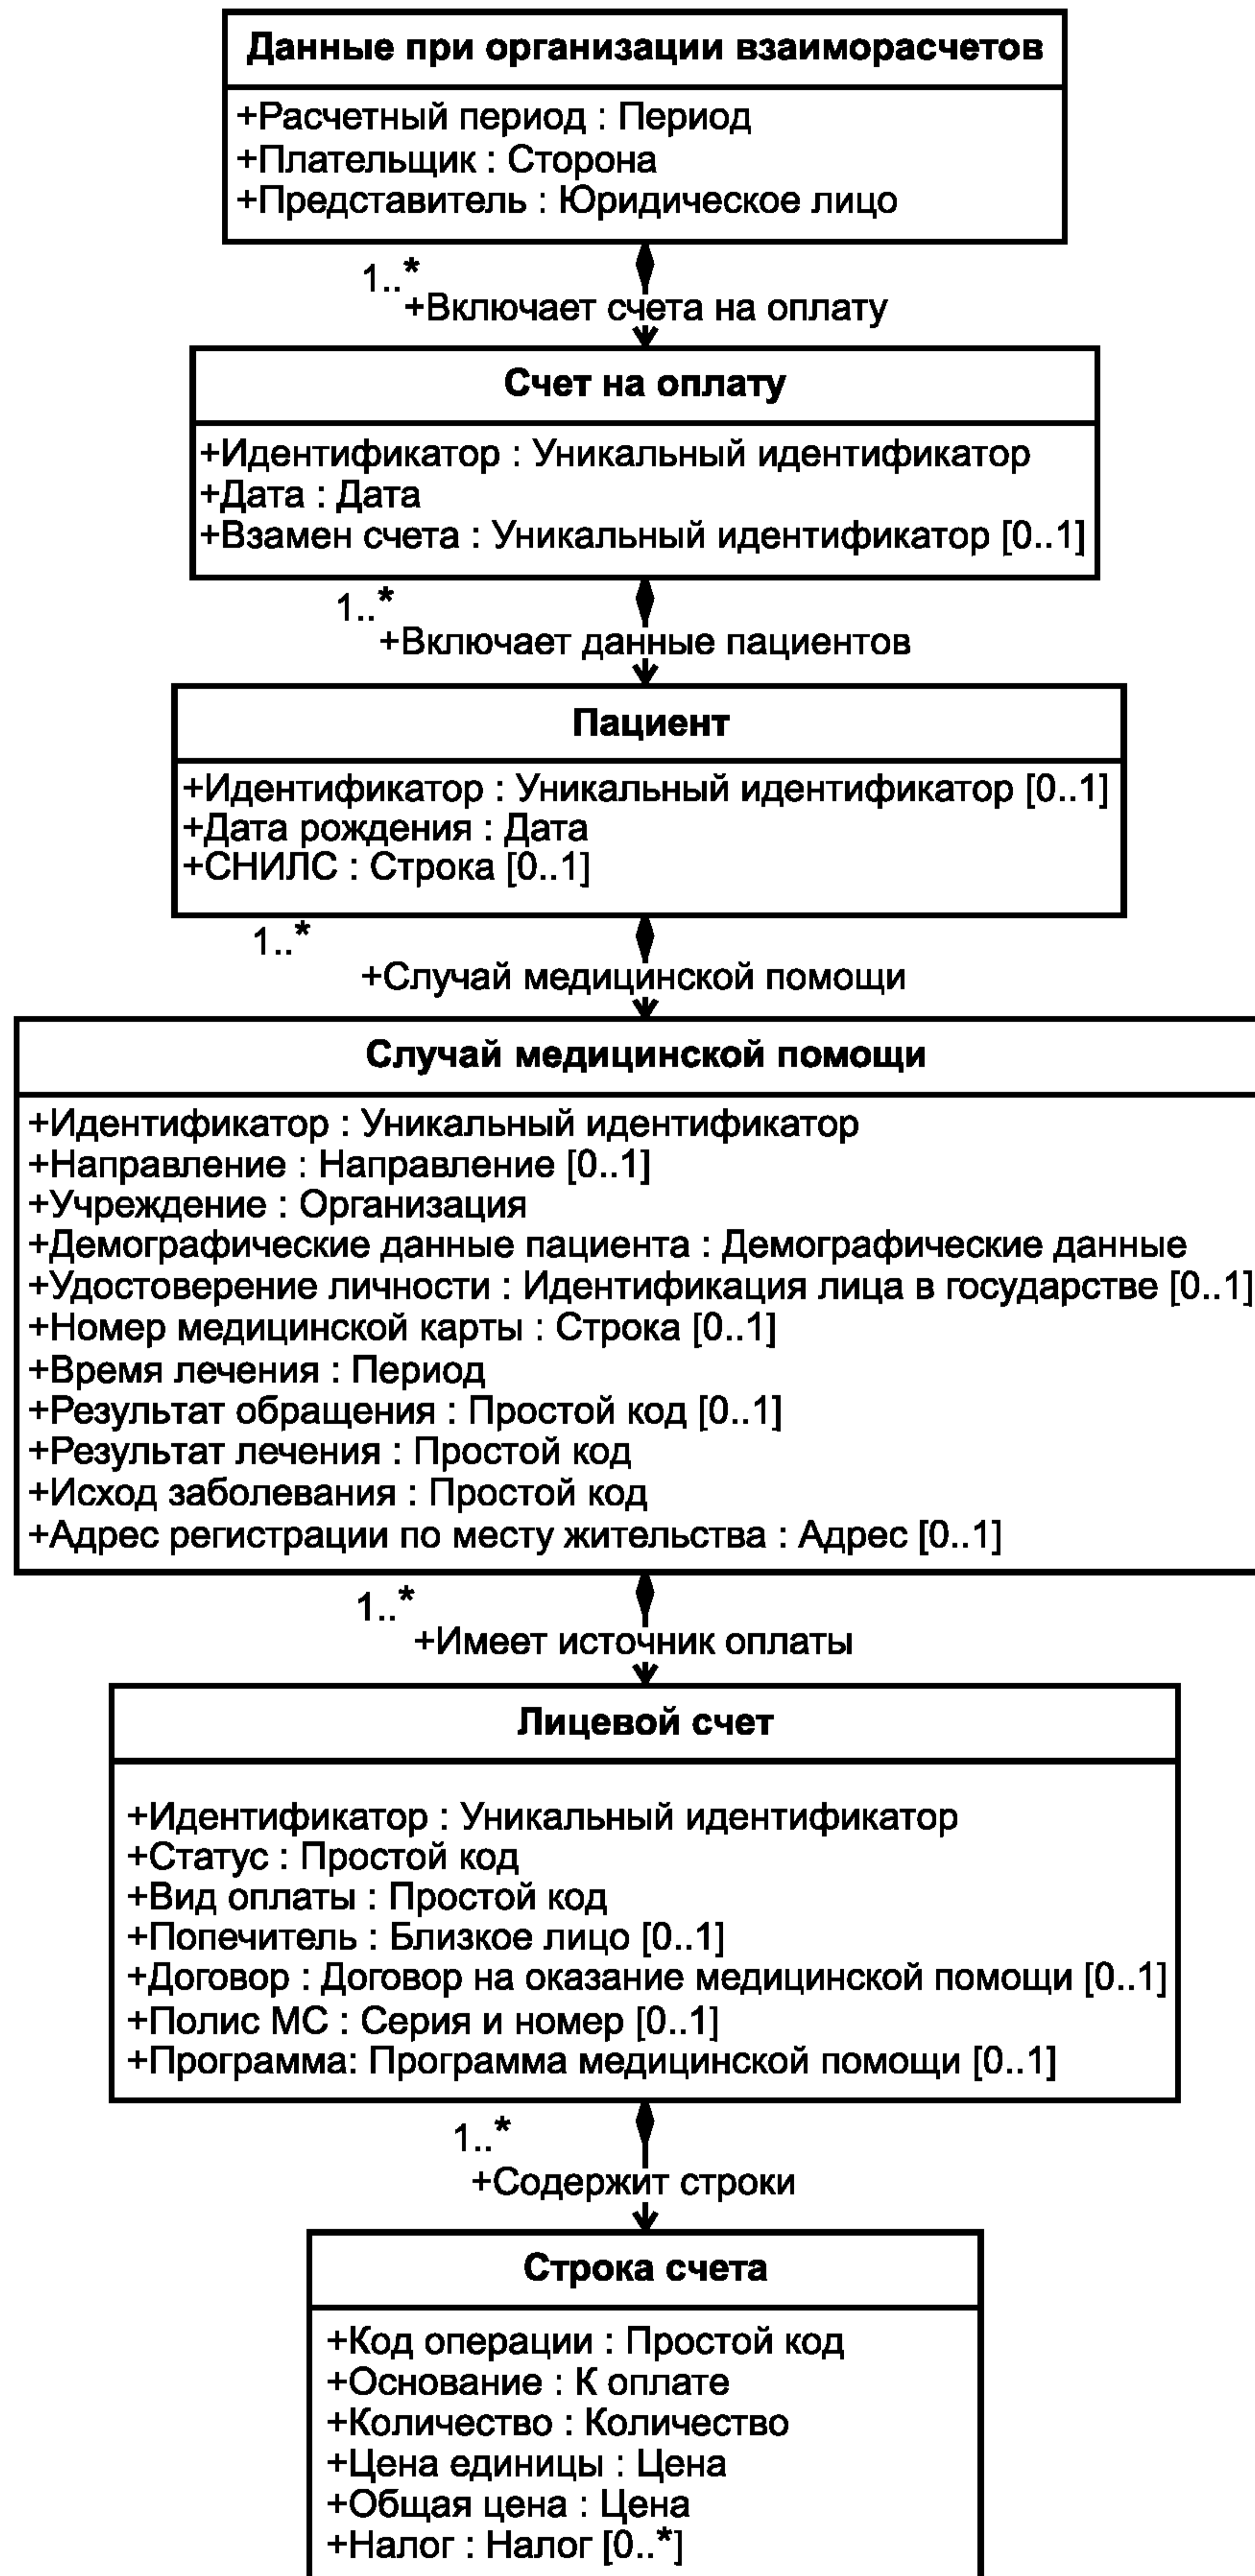 Данные при организации взаиморасчетов
+Расчетный период : Период
+Плательщик : Сторона
+Представитель : Юридическое лицо
1..*
+Включает счета на оплату
Счет на оплату
+Идентификатор : Уникальный идентификатор
+Дата : Дата
+Взамен счета : Уникальный идентификатор [0..1]
1..*
+Включает данные пациентов
Пациент
+Идентификатор : Уникальный идентификатор [0..1]
+Дата рождения : Дата
+СНИЛС : Строка [0..1]
1..*
+Случай медицинской помощи
Случай медицинской помощи
+Идентификатор : Уникальный идентификатор
+Направление : Направление [0..1]
+Учреждение : Организация
+Демографические данные пациента : Демографические данные
+Удостоверение личности : Идентификация лица в государстве [0..1]
+Номер медицинской карты : Строка [0..1]
+Время лечения : Период
+Результат обращения : Простой код [0..1]
+Результат лечения : Простой код
+Исход заболевания : Простой код
+Адрес регистрации по месту жительства : Адрес [0..1]
1..*
+Имеет источник оплаты
Лицевой счет
+Идентификатор : Уникальный идентификатор
+Статус : Простой код
+Вид оплаты : Простой код
+Попечитель : Близкое лицо [0..1]
+Договор : Договор на оказание медицинской помощи [0..1]
+Полис МС : Серия и номер [0..1]
+Программа: Программа медицинской помощи [0..1]
1..*
+Содержит строки
Строка счета
+Код операции : Простой код
+Основание : К оплате
+Количество : Количество
+Цена единицы : Цена
+Общая цена : Цена
+Налог : Налог [0..*]